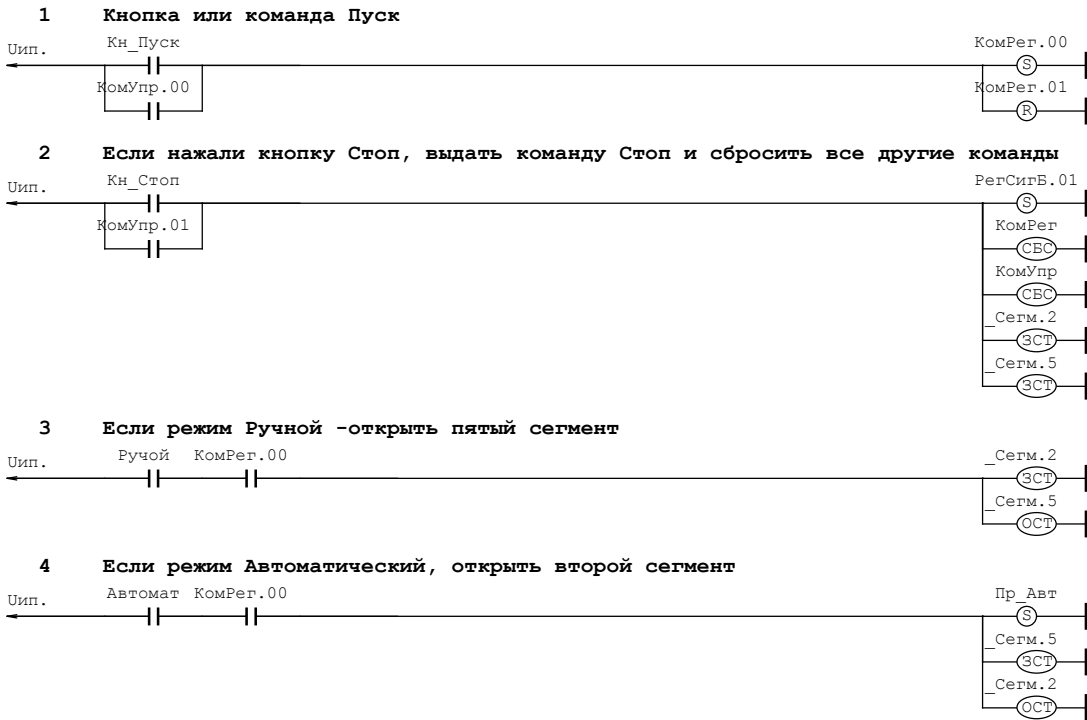 1 Кнопка или команда Пуск
Uип. Кн_Пуск КомРег.00
S
КомУпр.00 КомРег.01
R
2 Если нажали кнопку Стоп, выдать команду Стоп и сбросить все другие команды
Uип. Кн_Стоп РегСигБ.01
S
КомУпр.01 КомРег
СБС
КомУпр
СБС
_Сегм.2
ЗСТ
_Сегм.5
ЗСТ
3 Если режим Ручной -открыть пятый сегмент
Uип. Ручой КомРег.00 _Сегм.2
ЗСТ
_Сегм.5
ОСТ
4 Если режим Автоматический, открыть второй сегмент
Uип. Автомат КомРег.00 Пр_Авт
S
_Сегм.5
ЗСТ
_Сегм.2
ОСТ